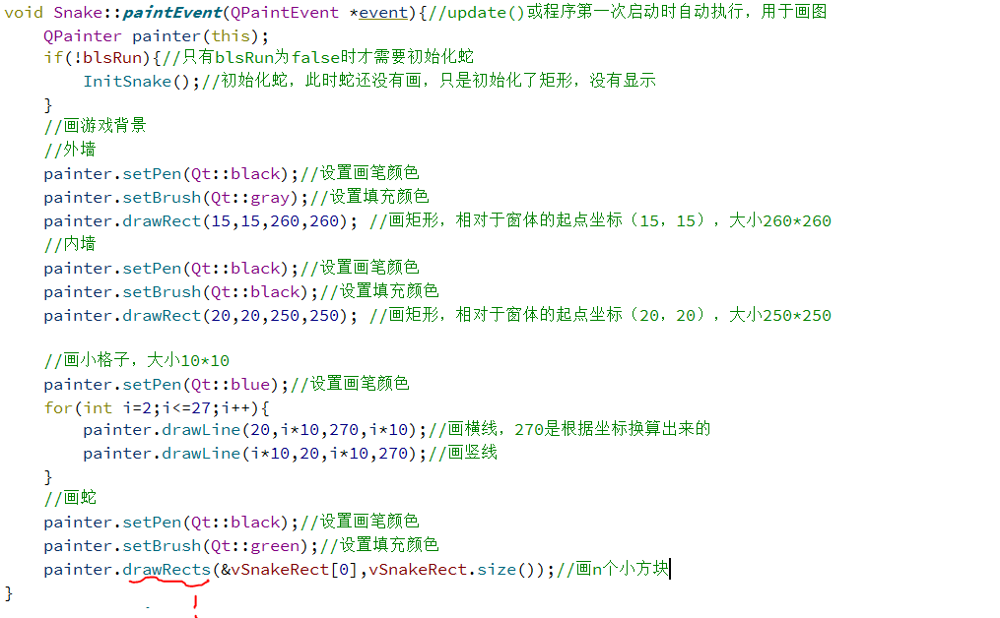 void Snake::paintEvent(QPaintEvent *event){//update()或程序第一次启动时自动执行，用于画图
    QPainter painter(this);
    if(!blsRun){//只有blsRun为false时才需要初始化蛇
        InitSnake();//初始化蛇，此时蛇还没有画，只是初始化了矩形，没有显示
    }
    //画游戏背景
    //外墙
    painter.setPen(Qt::black);//设置画笔颜色
    painter.setBrush(Qt::gray);//设置填充颜色
    painter.drawRect(15,15,260,260); //画矩形，相对于窗体的起点坐标（15，15），大小260*260
    //内墙
    painter.setPen(Qt::black);//设置画笔颜色
    painter.setBrush(Qt::black);//设置填充颜色
    painter.drawRect(20,20,250,250); //画矩形，相对于窗体的起点坐标（20，20），大小250*250

    //画小格子，大小10*10
    painter.setPen(Qt::blue);//设置画笔颜色
    for(int i=2;i<=27;i++){
        painter.drawLine(20,i*10,270,i*10);//画横线，270是根据坐标换算出来的
        painter.drawLine(i*10,20,i*10,270);//画竖线
    }
    //画蛇
    painter.setPen(Qt::black);//设置画笔颜色
    painter.setBrush(Qt::green);//设置填充颜色
    painter.drawRects(&vSnakeRect[0],vSnakeRect.size());//画n个小方块
}